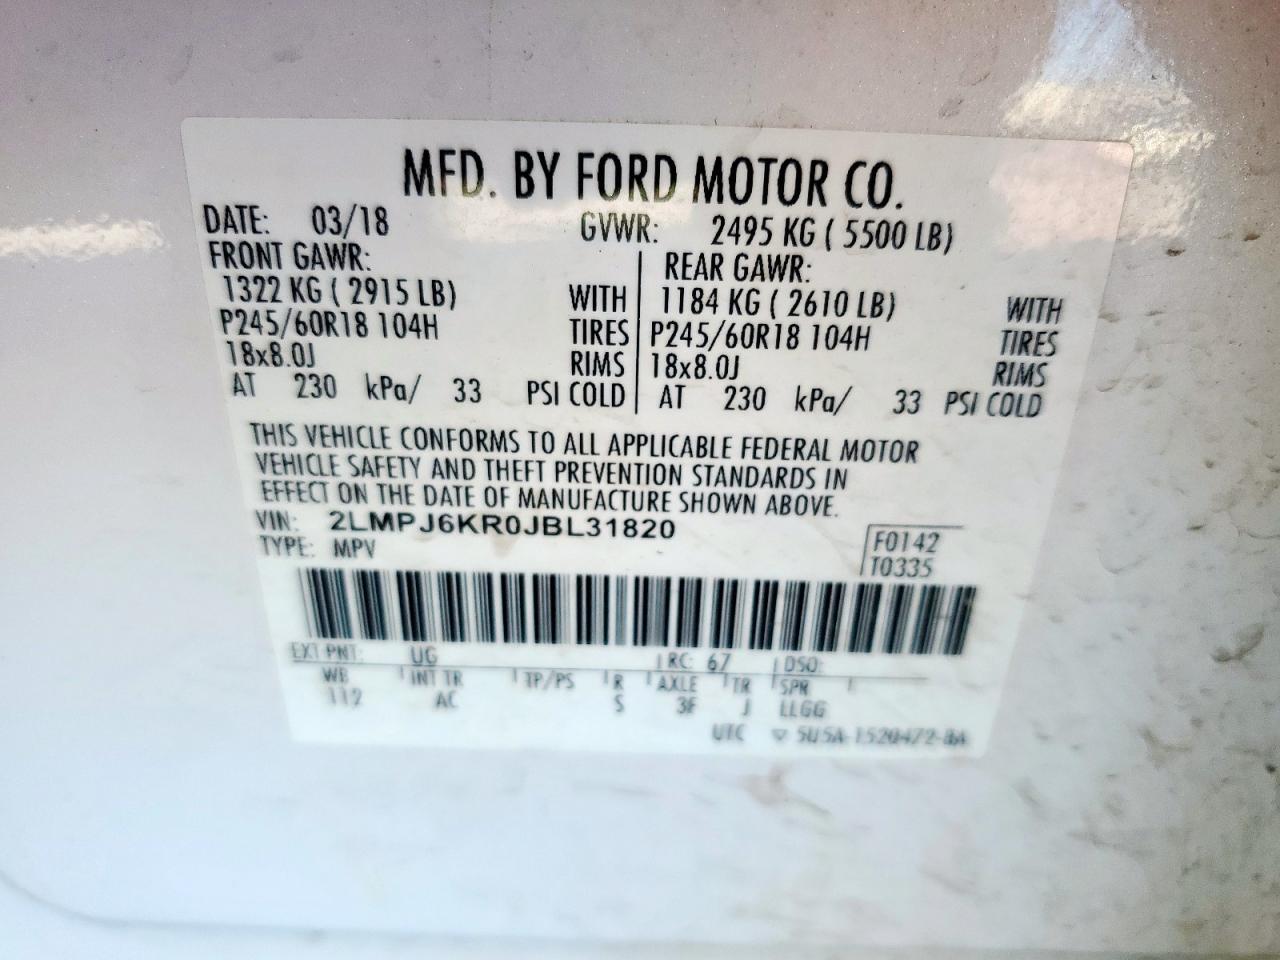 MFD. BY FORD MOTOR CO.
DATE: 03/18 GVWR: 2495 KG ( 5500 LB)
FRONT GAWR: REAR GAWR:
1322 KG ( 2915 LB) WITH 1184 KG ( 2610 LB) WITH
P245/60R18 104H TIRES P245/60R18 104H TIRES
18x8.0J RIMS 18x8.0J RIMS
AT 230 kPa/ 33 PSI COLD AT 230 kPa/ 33 PSI COLD
THIS VEHICLE CONFORMS TO ALL APPLICABLE FEDERAL MOTOR
VEHICLE SAFETY AND THEFT PREVENTION STANDARDS IN
EFFECT ON THE DATE OF MANUFACTURE SHOWN ABOVE.
VIN: 2LMPJ6KR0JBL31820
TYPE: MPV
F0142
T0335
EXT PNT: UG RC: 67 DSO:
WB INT TR TP/PS R AXLE TR SPR
112 AC S 3F J LLGG
UTC ▽ 5U5A-1520472-BA